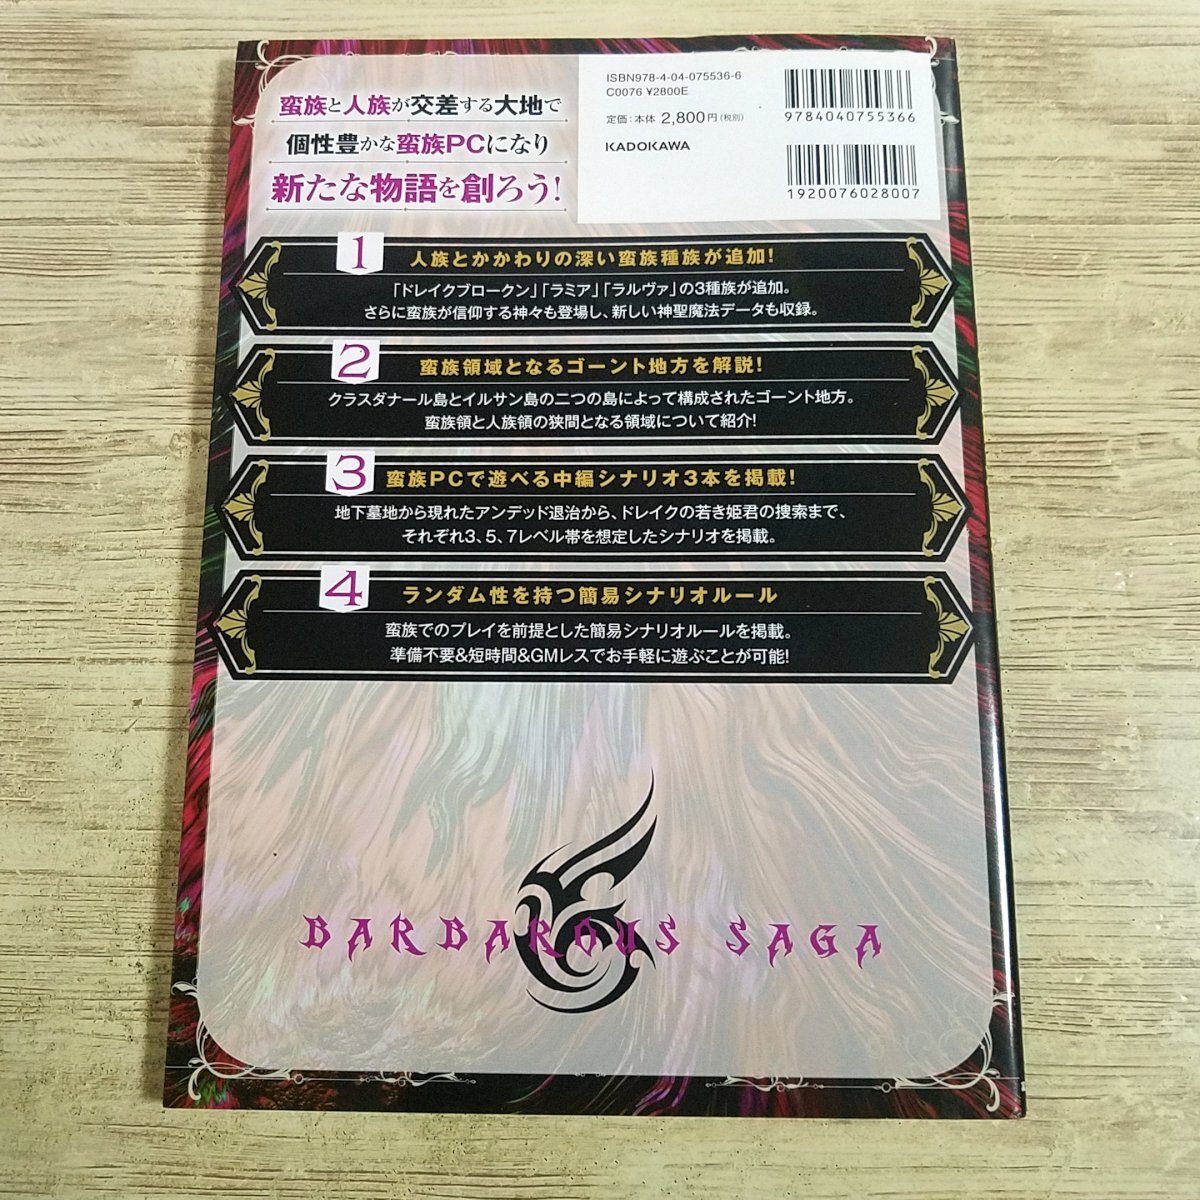 蛮族と人族が交差する大地で
個性豊かな蛮族PCになり
新たな物語を創ろう!
ISBN978-4-04-075536-6
C0076 ¥2800E
定価:本体2,800円(税別)
KADOKAWA
9784040755366
1920076028007
1
人族とかかわりの深い蛮族種族が追加!
「ドレイクブロークン」「ラミア」「ラルヴァ」の3種族が追加。
さらに蛮族が信仰する神々も登場し、新しい神聖魔法データも収録。
2
蛮族領域となるゴーント地方を解説!
クラスダナール島とイルサン島の二つの島によって構成されたゴーント地方。
蛮族領と人族領の狭間となる領域について紹介!
3
蛮族PCで遊べる中編シナリオ3本を掲載!
地下墓地から現れたアンデッド退治から、ドレイクの若き姫君の捜索まで、
それぞれ3、5、7レベル帯を想定したシナリオを掲載。
4
ランダム性を持つ簡易シナリオルール
蛮族でのプレイを前提とした簡易シナリオルールを掲載。
準備不要&短時間&GMレスでお手軽に遊ぶことが可能!
BARBAROUS SAGA